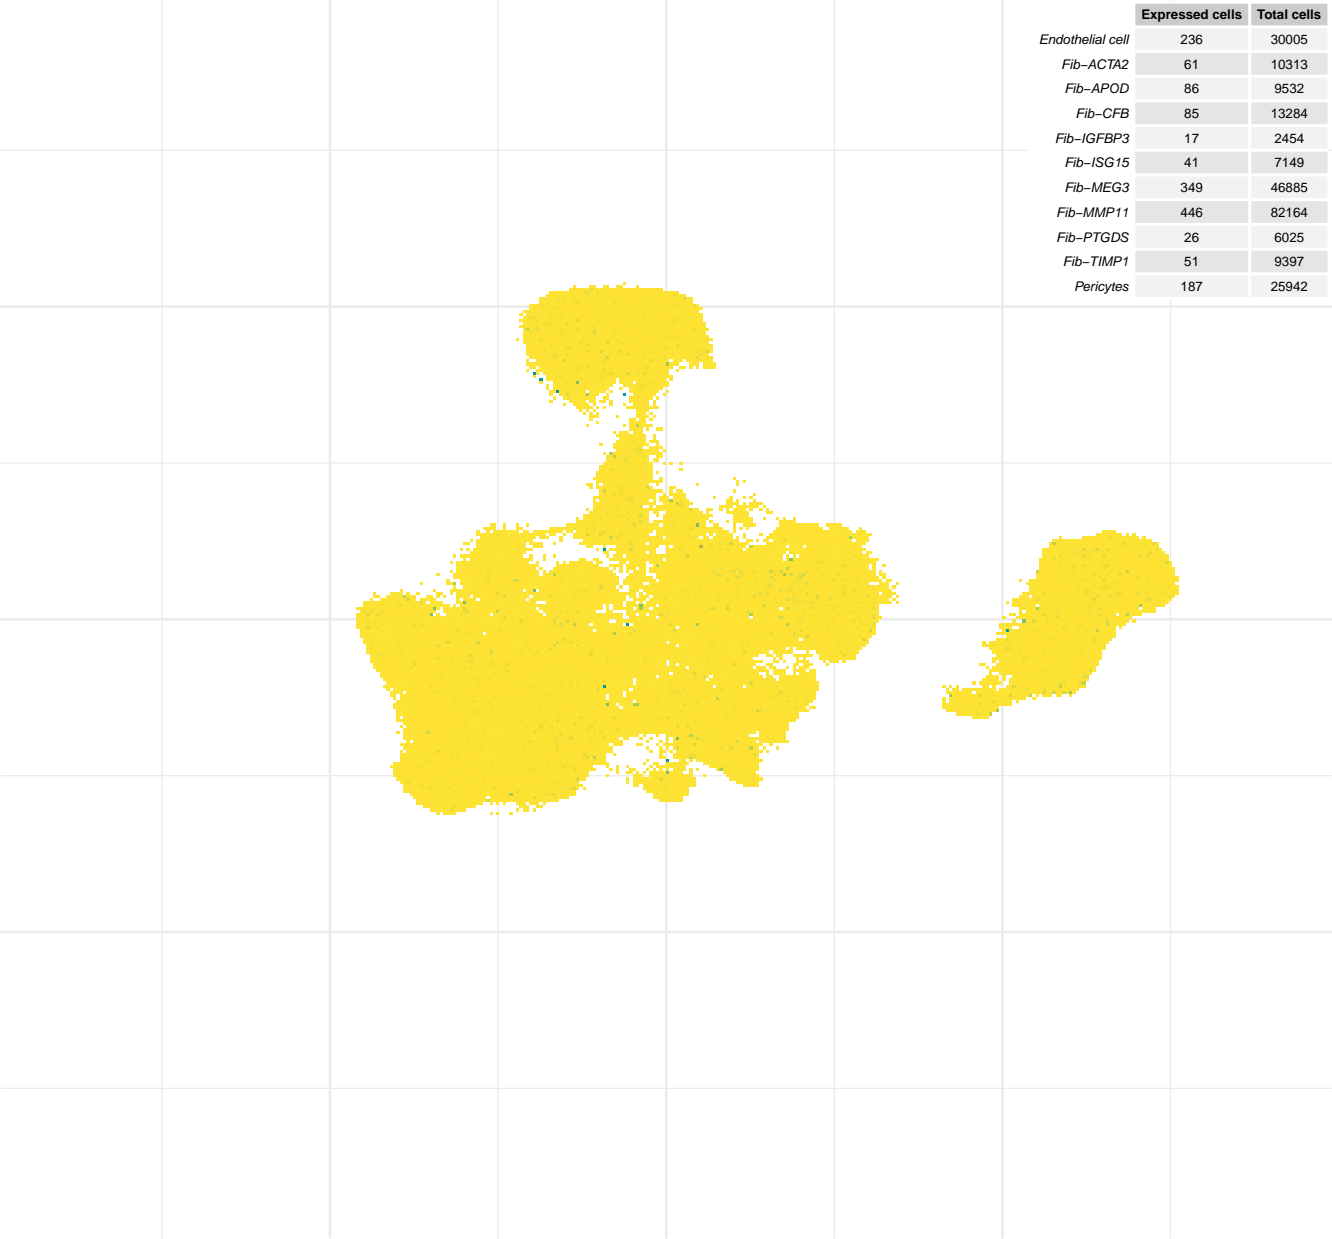 Expressed cells Total cells
Endothelial cell 236 30005
Fib−ACTA2 61 10313
Fib−APOD 86 9532
Fib−CFB 85 13284
Fib−IGFBP3 17 2454
Fib−ISG15 41 7149
Fib−MEG3 349 46885
Fib−MMP11 446 82164
Fib−PTGDS 26 6025
Fib−TIMP1 51 9397
Pericytes 187 25942